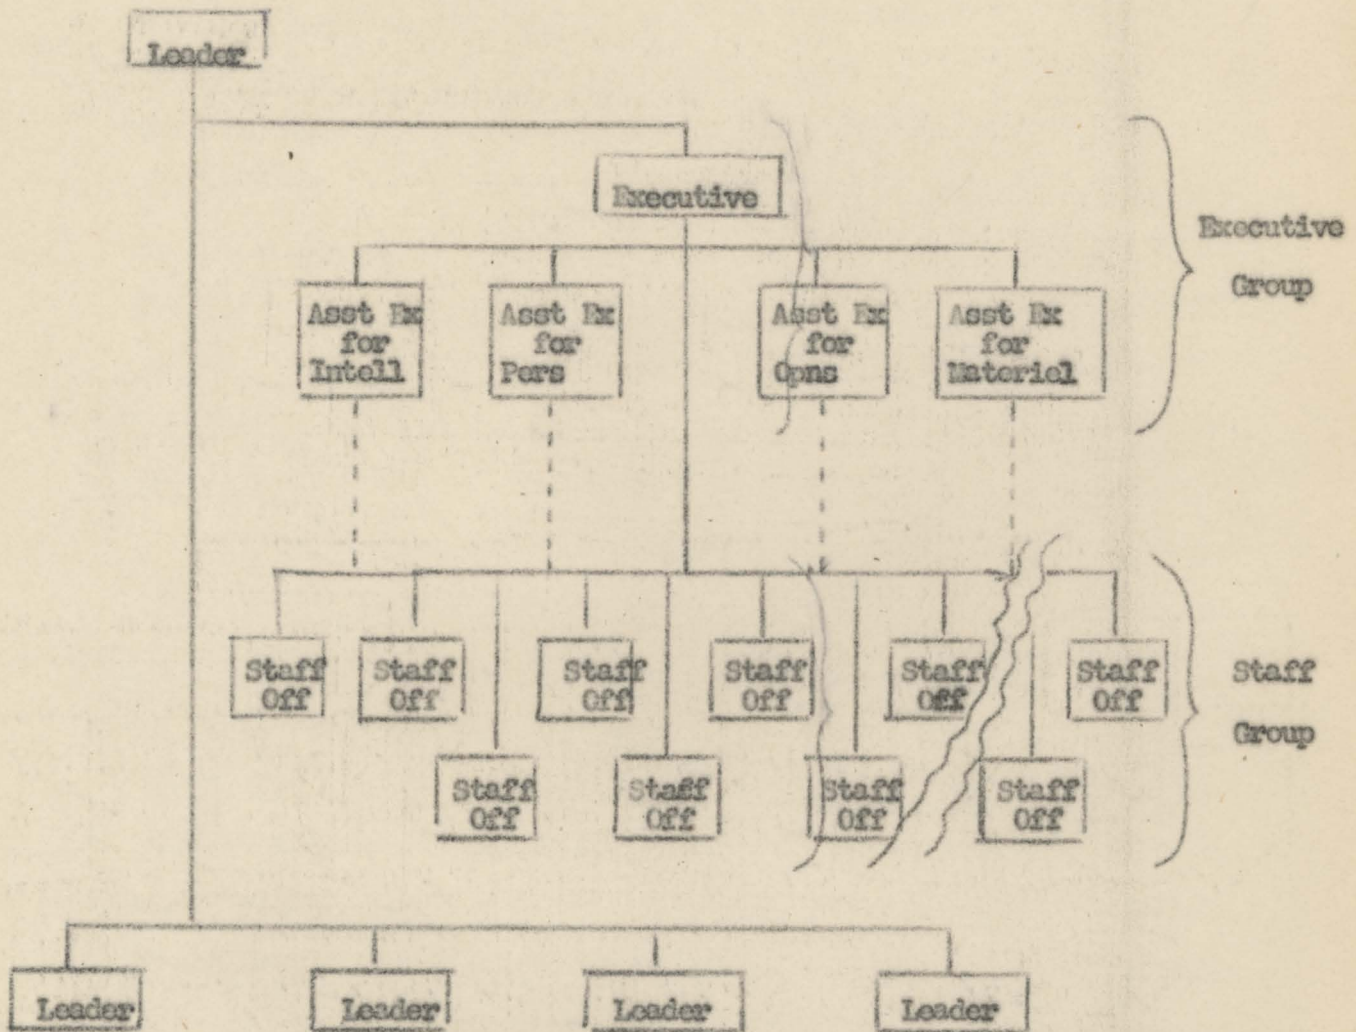 Leader
Executive
Executive
Group
Asst Ex
for
Intell
Asst Ex
for
Pers
Asst Ex
for
Opns
Asst Ex
for
Materiel
Staff
Off
Staff
Off
Staff
Off
Staff
Off
Staff
Off
Staff
Off
Staff
Group
Staff
Off
Staff
Off
Staff
Off
Staff
Off
Leader
Leader
Leader
Leader